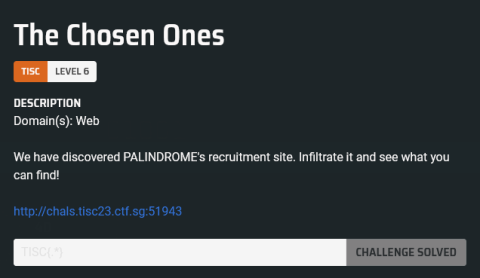 The Chosen Ones
TISC LEVEL 6
DESCRIPTION
Domain(s): Web
We have discovered PALINDROME's recruitment site. Infiltrate it and see what you
can find!
http://chals.tisc23.ctf.sg:51943
TISC{.*} CHALLENGE SOLVED